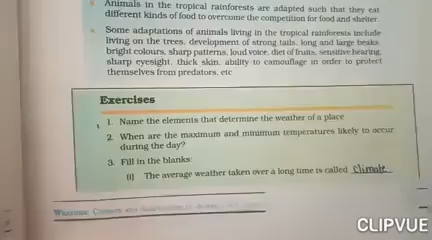 Animals in the tropical rainforests are adapted such that they eat
different kinds of food to overcome the competition for food and shelter.
Some adaptations of animals living in the tropical rainforests include
living on the trees, development of strong tails, long and large beaks,
bright colours, sharp patterns, loud voice, diet of fruits, sensitive hearing,
sharp eyesight, thick skin, ability to camouflage in order to protect
themselves from predators, etc
Exercises
1. Name the elements that determine the weather of a place
2. When are the maximum and minimum temperatures likely to occur
during the day?
3. Fill in the blanks:
(i) The average weather taken over a long time is called Climate
CLIPVUE